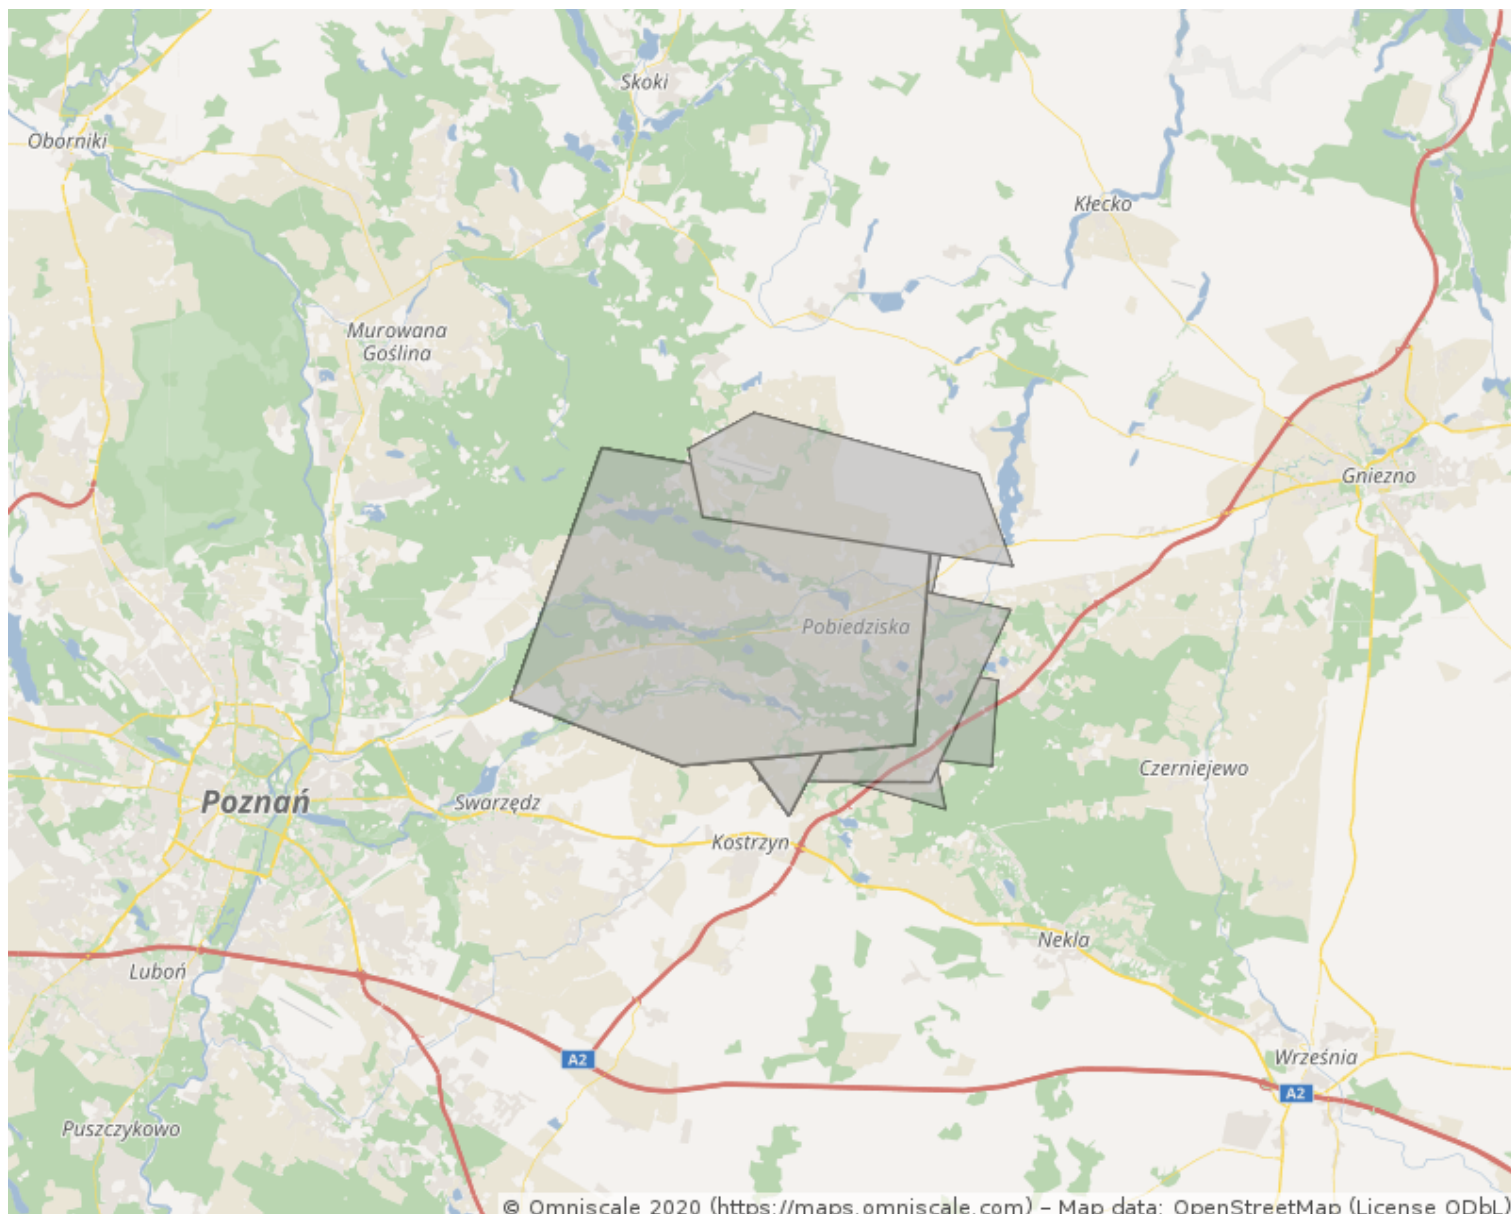 Skoki
Oborniki
Kłecko
Murowana
Goślina
Gniezno
Pobiedziska
Czerniejewo
Poznań
Swarzędz
Kostrzyn
Nekla
Luboń
A2
Września
A2
Puszczykowo
© Omniscale 2020 (https://maps.omniscale.com) – Map data: OpenStreetMap (License ODbL)